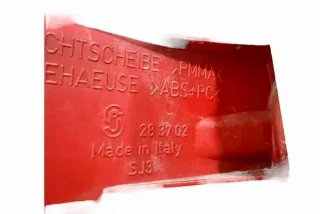 CHTSCHEIBE >PMMA<
EHAEUSE >ABS+PC<
28 37 02
Made in Italy
SJ3